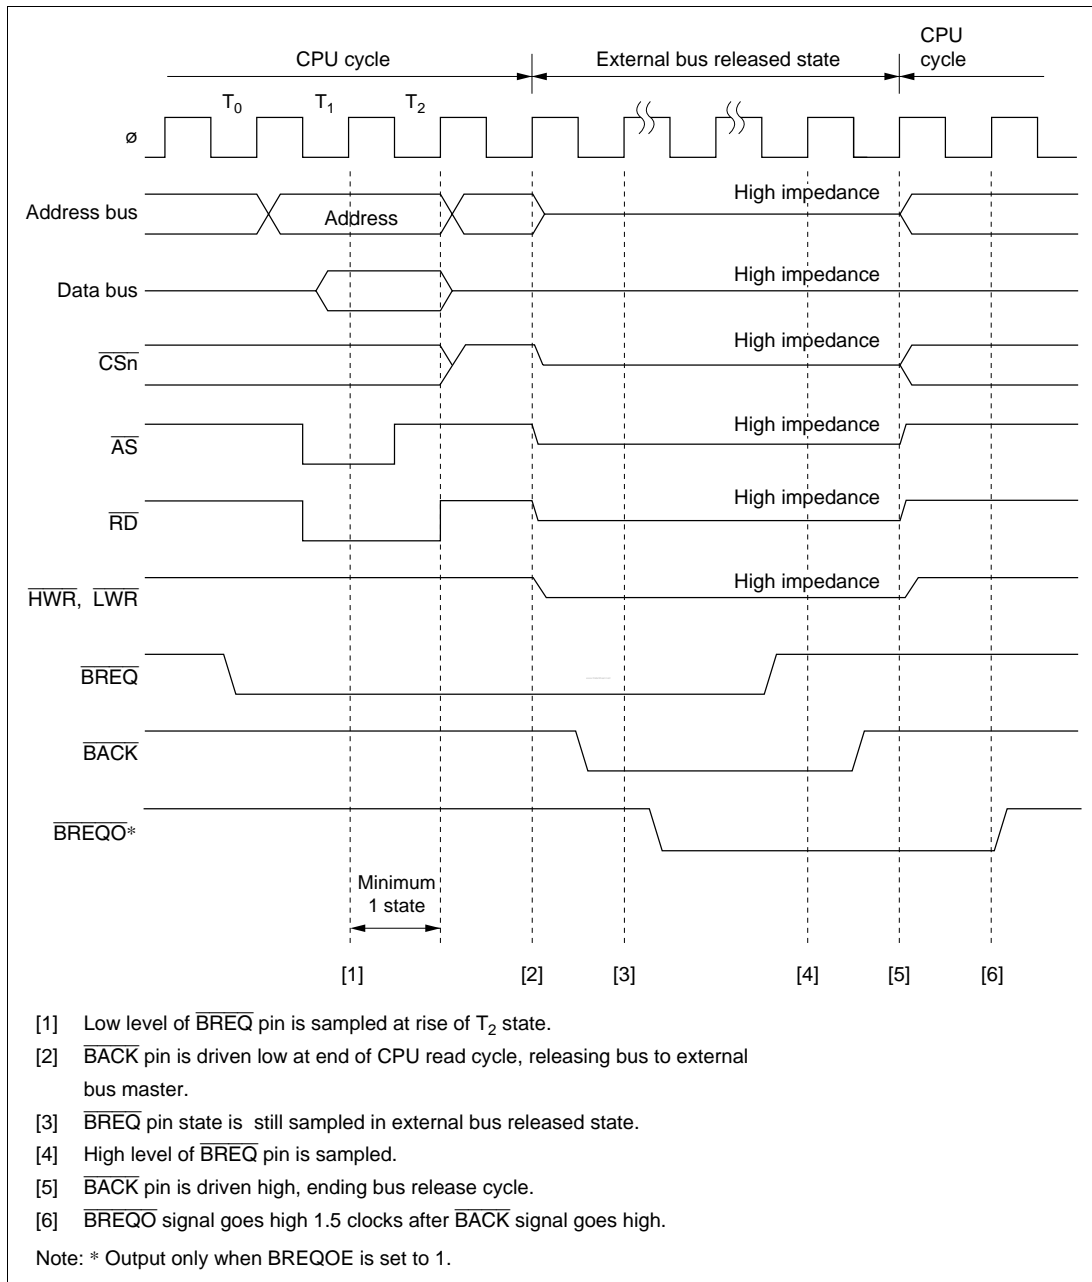 CPU cycle External bus released state CPU cycle
T0 T1 T2
ø
Address bus Address High impedance
Data bus High impedance
CSn High impedance
AS High impedance
RD High impedance
HWR, LWR High impedance
BREQ
BACK
BREQO*
Minimum
1 state
[1] [2] [3] [4] [5] [6]
[1] Low level of BREQ pin is sampled at rise of T2 state.
[2] BACK pin is driven low at end of CPU read cycle, releasing bus to external
bus master.
[3] BREQ pin state is still sampled in external bus released state.
[4] High level of BREQ pin is sampled.
[5] BACK pin is driven high, ending bus release cycle.
[6] BREQO signal goes high 1.5 clocks after BACK signal goes high.
Note: * Output only when BREQOE is set to 1.